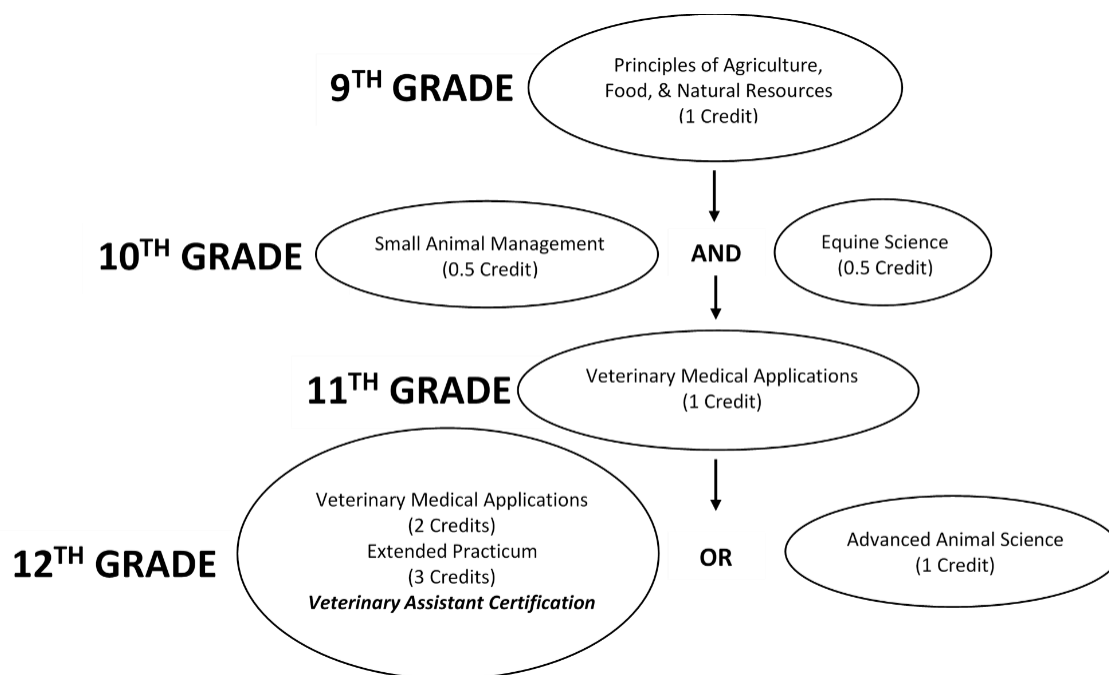 9TH GRADE
Principles of Agriculture,
Food, & Natural Resources
(1 Credit)
10TH GRADE
Small Animal Management
(0.5 Credit)
AND
Equine Science
(0.5 Credit)
11TH GRADE
Veterinary Medical Applications
(1 Credit)
12TH GRADE
Veterinary Medical Applications
(2 Credits)
Extended Practicum
(3 Credits)
Veterinary Assistant Certification
OR
Advanced Animal Science
(1 Credit)